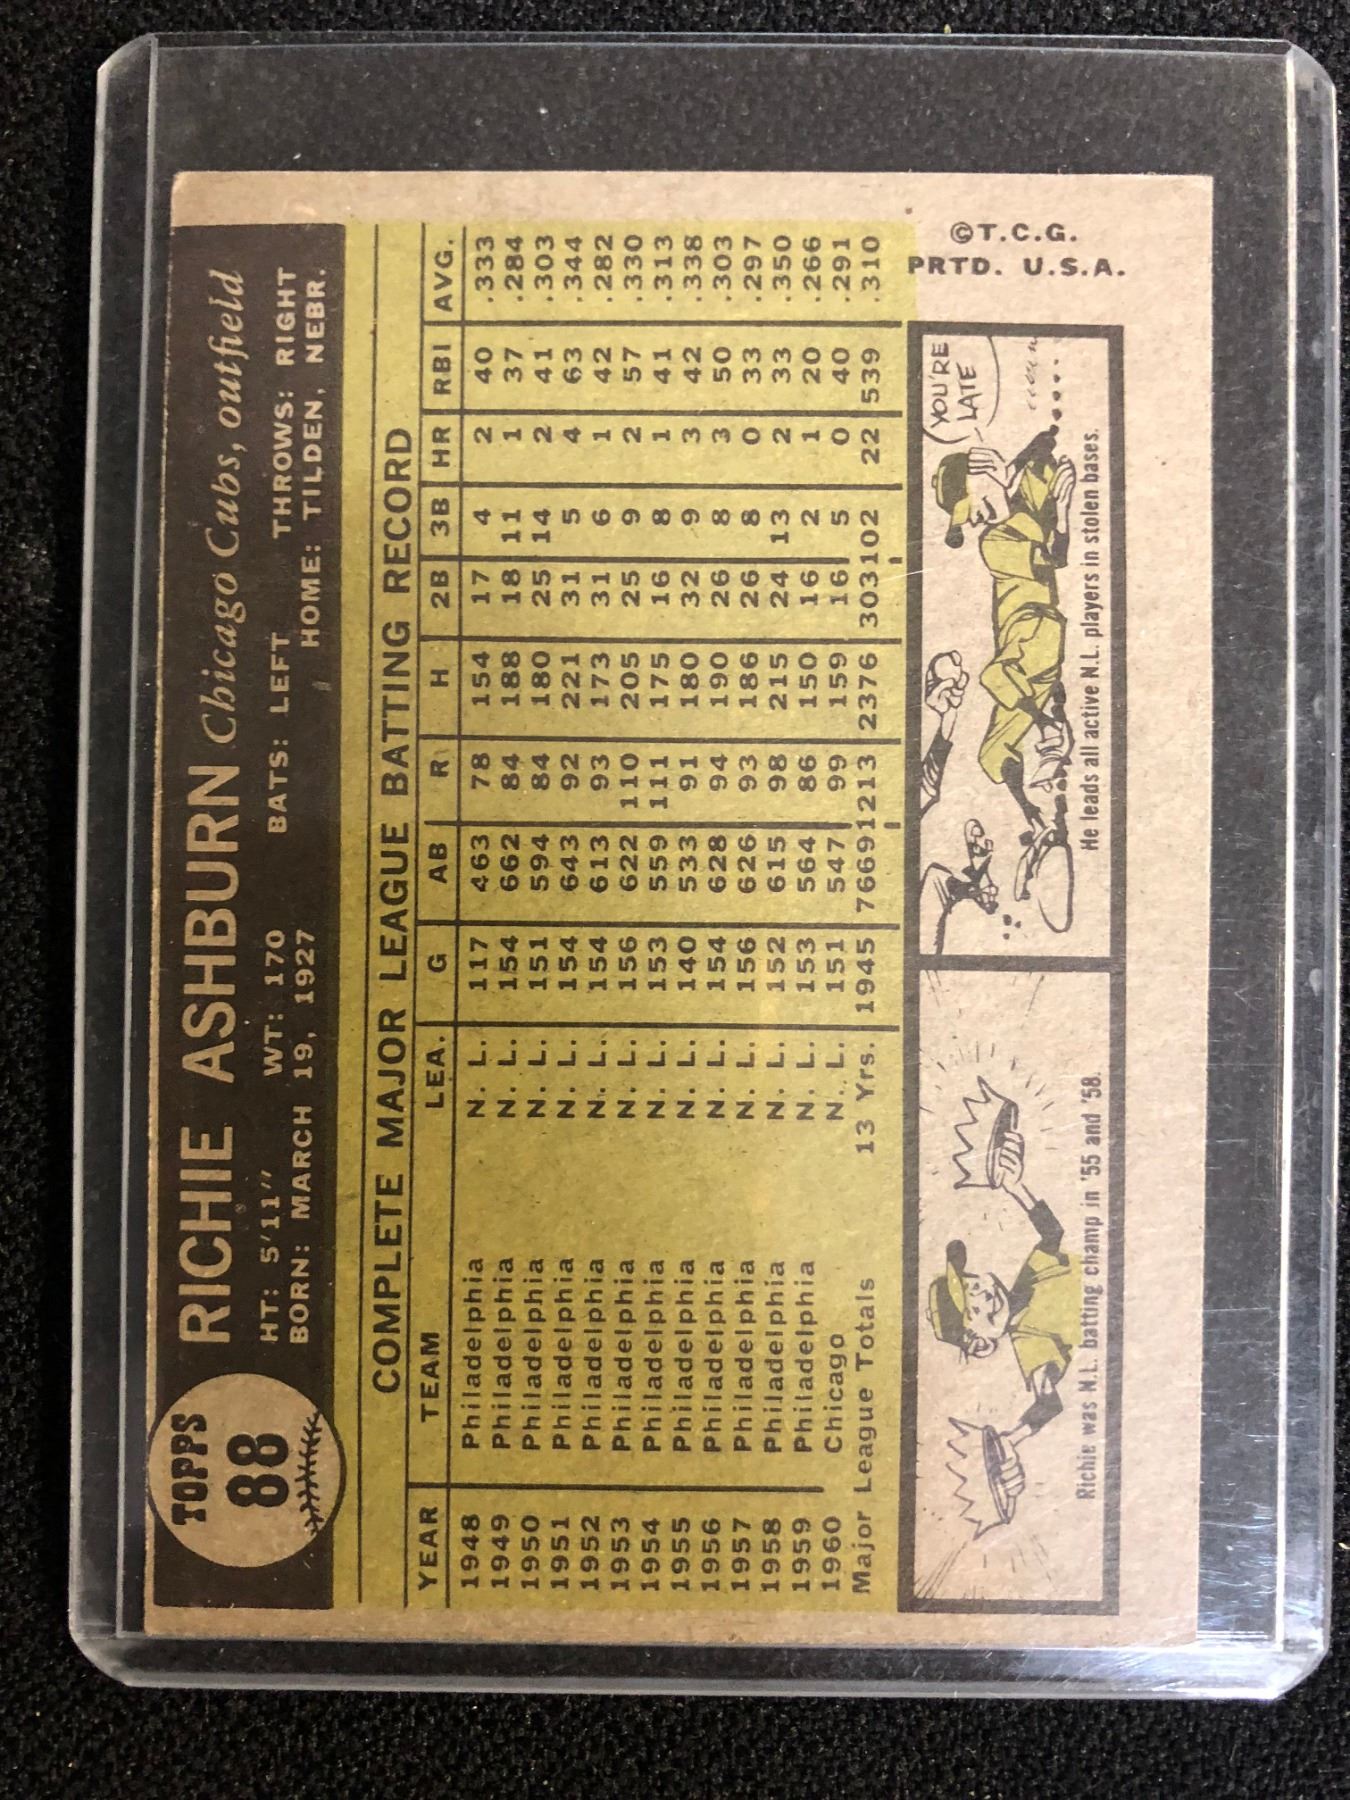 TOPPS
88
RICHIE ASHBURN Chicago Cubs, outfield
HT: 5'11" WT: 170 BATS: LEFT THROWS: RIGHT
BORN: MARCH 19, 1927 HOME: TILDEN, NEBR.
COMPLETE MAJOR LEAGUE BATTING RECORD
YEAR TEAM LEA. G AB R H 2B 3B HR RBI AVG.
1948 Philadelphia N. L. 117 463 78 154 17 4 2 40 .333
1949 Philadelphia N. L. 154 662 84 188 18 11 1 37 .284
1950 Philadelphia N. L. 151 594 84 180 25 14 2 41 .303
1951 Philadelphia N. L. 154 643 92 221 31 5 4 63 .344
1952 Philadelphia N. L. 154 613 93 173 31 6 1 42 .282
1953 Philadelphia N. L. 156 622 110 205 25 9 2 57 .330
1954 Philadelphia N. L. 153 559 111 175 16 8 1 41 .313
1955 Philadelphia N. L. 140 533 91 180 32 9 3 42 .338
1956 Philadelphia N. L. 154 628 94 190 26 8 3 50 .303
1957 Philadelphia N. L. 156 626 93 186 26 8 0 33 .297
1958 Philadelphia N. L. 152 615 98 215 24 13 2 33 .350
1959 Philadelphia N. L. 153 564 86 150 16 2 1 20 .266
1960 Chicago N. L. 151 547 99 159 16 5 0 40 .291
Major League Totals 13 Yrs. 1945 7669 1213 2376 303 102 22 539 .310
Richie was N.L. batting champ in '55 and '58.
YOU'RE
LATE
He leads all active N.L. players in stolen bases.
©T.C.G.
PRTD. U.S.A.